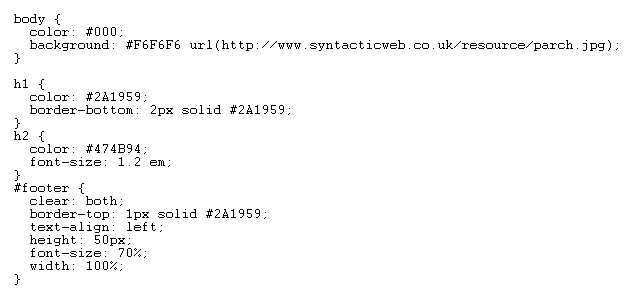 body {
  color: #000;
  background: #F6F6F6 url(http://www.syntacticweb.co.uk/resource/parch.jpg);
}

h1 {
  color: #2A1959;
  border-bottom: 2px solid #2A1959;
}
h2 {
  color: #474B94;
  font-size: 1.2 em;
}
#footer {
  clear: both;
  border-top: 1px solid #2A1959;
  text-align: left;
  height: 50px;
  font-size: 70%;
  width: 100%;
}